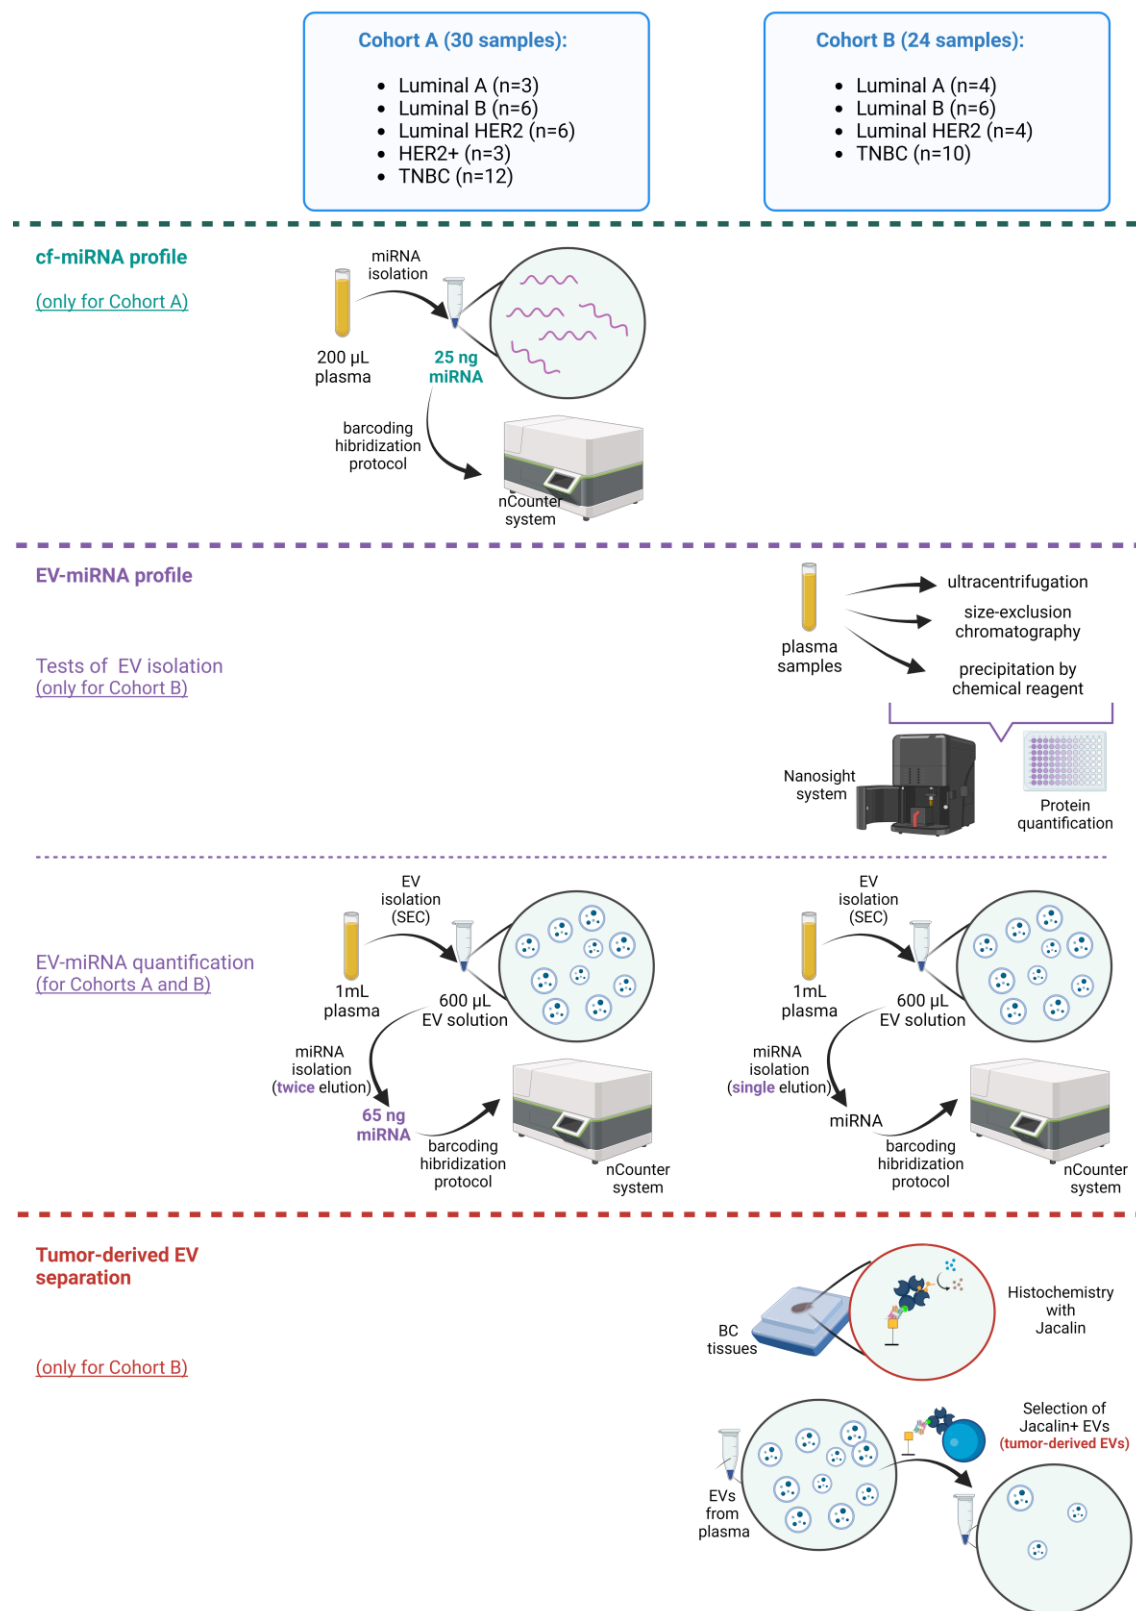 Cohort A (30 samples):
• Luminal A (n=3)
• Luminal B (n=6)
• Luminal HER2 (n=6)
• HER2+ (n=3)
• TNBC (n=12)
Cohort B (24 samples):
• Luminal A (n=4)
• Luminal B (n=6)
• Luminal HER2 (n=4)
• TNBC (n=10)
cf-miRNA profile
(only for Cohort A)
miRNA
isolation
200 µL
plasma
25 ng
miRNA
barcoding
hibridization
protocol
nCounter
system
EV-miRNA profile
Tests of EV isolation
(only for Cohort B)
plasma
samples
ultracentrifugation
size-exclusion
chromatography
precipitation by
chemical reagent
Nanosight
system
Protein
quantification
EV-miRNA quantification
(for Cohorts A and B)
EV
isolation
(SEC)
1mL
plasma
600 µL
EV solution
miRNA
isolation
(twice elution)
65 ng
miRNA
barcoding
hibridization
protocol
nCounter
system
EV
isolation
(SEC)
1mL
plasma
600 µL
EV solution
miRNA
isolation
(single elution)
miRNA
barcoding
hibridization
protocol
nCounter
system
Tumor-derived EV
separation
(only for Cohort B)
BC
tissues
Histochemistry
with
Jacalin
EVs
from
plasma
Selection of
Jacalin+ EVs
(tumor-derived EVs)